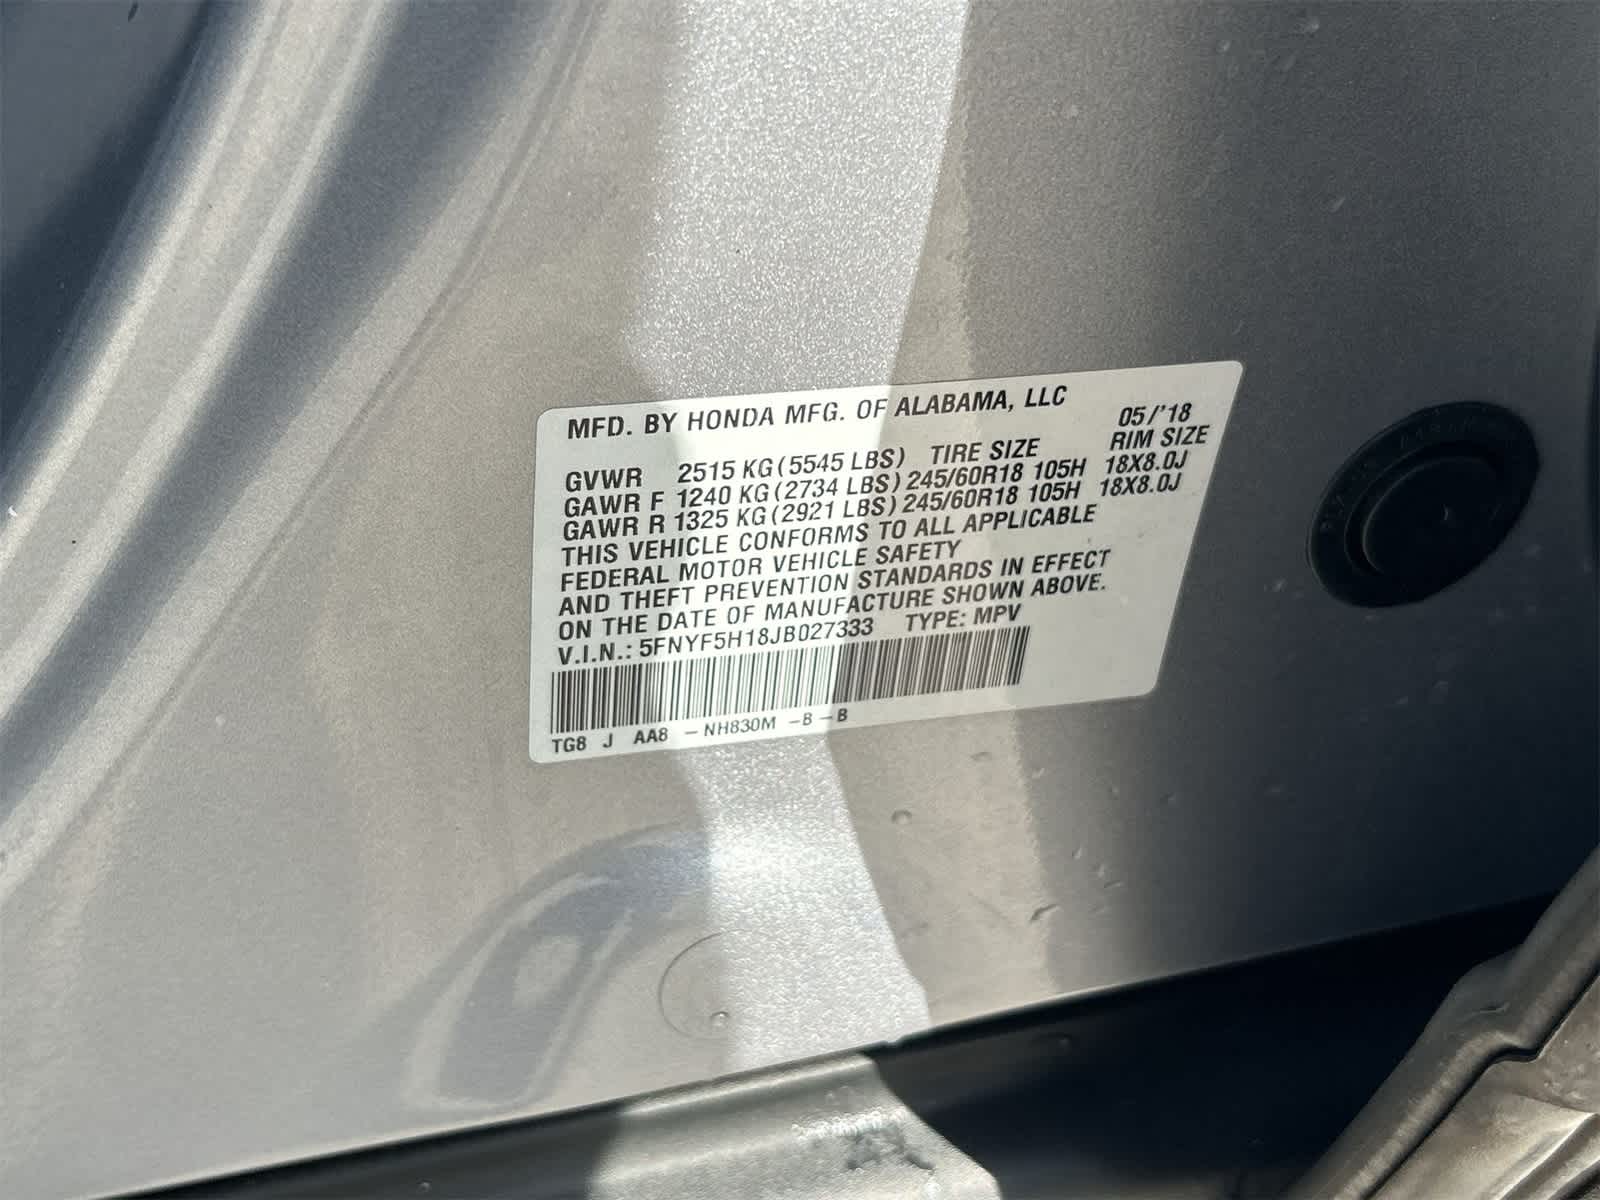 MFD. BY HONDA MFG. OF ALABAMA, LLC 05/'18
GVWR 2515 KG (5545 LBS) TIRE SIZE RIM SIZE
GAWR F 1240 KG (2734 LBS) 245/60R18 105H 18X8.0J
GAWR R 1325 KG (2921 LBS) 245/60R18 105H 18X8.0J
THIS VEHICLE CONFORMS TO ALL APPLICABLE
FEDERAL MOTOR VEHICLE SAFETY
AND THEFT PREVENTION STANDARDS IN EFFECT
ON THE DATE OF MANUFACTURE SHOWN ABOVE.
V.I.N.: 5FNYF5H18JB027333 TYPE: MPV
TG8 J AA8 - NH830M - B - B